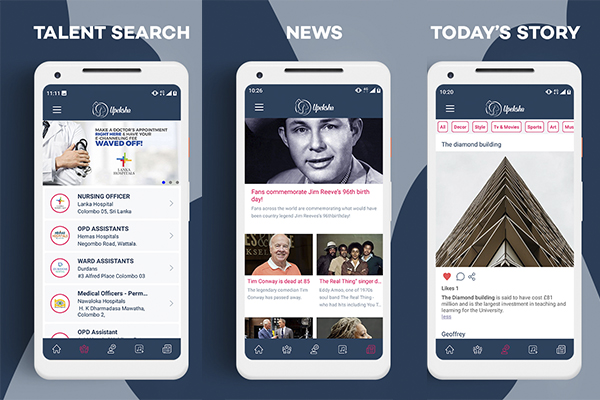 TALENT SEARCH
11:11
Upeksha
MAKE A DOCTOR'S APPOINTMENT
RIGHT HERE & HAVE YOUR
E-CHANNELING FEE
WAVED OFF!
LANKA
HOSPITALS
NURSING OFFICER
Lanka Hospital
Colombo 05, Sri Lanka
OPD ASSISTANTS
Hemas Hospitals
Negombo Road, Wattala.
WARD ASSISTANTS
Durdans
#3 Alfred Place Colombo 03
Medical Officers - Perm...
Nawaloka Hospitals
H. K Dharmadasa Mawatha,
Colombo 2,
OPD Assistant
NEWS
10:26
Upeksha
Fans commemorate Jim Reeve's 96th birth
day!
Fans across the world are commemorating what would have
been country legend Jim Reeve's 96thbirthday!
Tim Conway is dead at 85
The legendary comedian Tim
Conway has passed away.
The Real Thing" singer d...
Eddy Amoo, one of 1970s
soul band The Real Thing -
who had hits including You T
TODAY'S STORY
10:20
Upeksha
All
Decor
Style
Tv & Movies
Sports
Art
Mus
The diamond building
Likes 1
The Diamond building is said to have cost £81
million and is the largest investment in teaching and
learning for the University.
less
Geoffrey